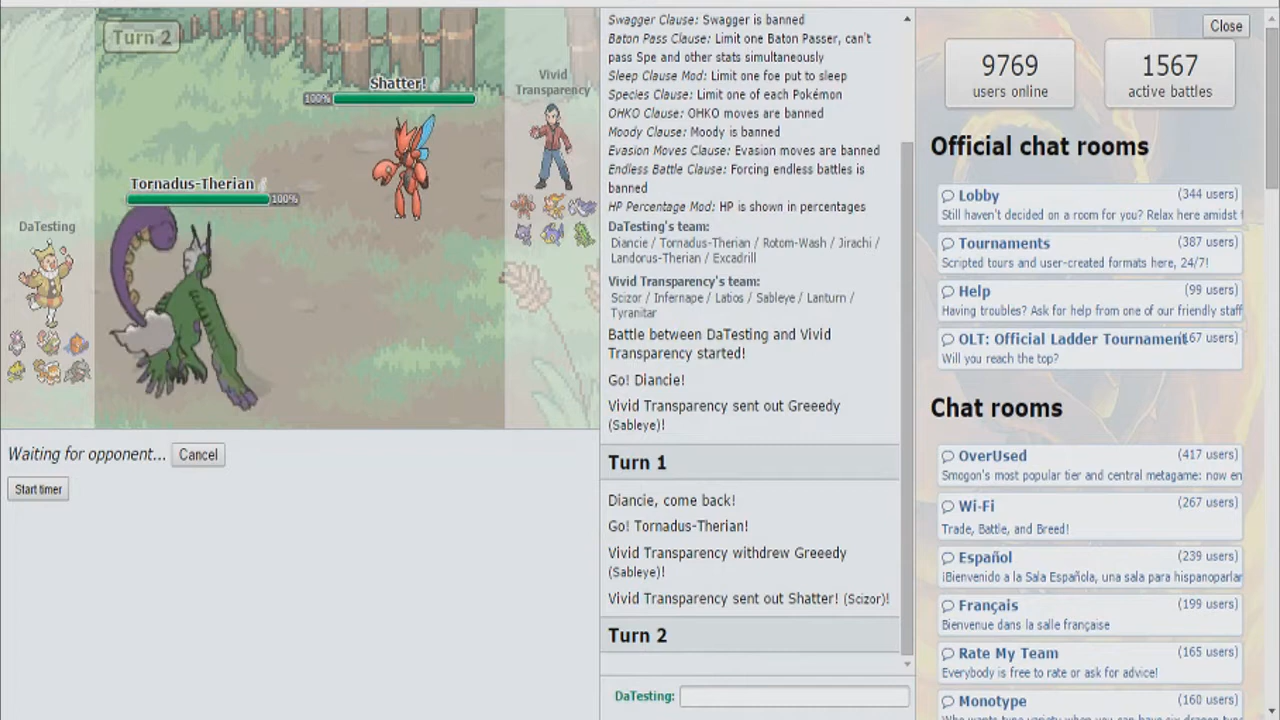 Turn 2
Shatter!
100%
Tornadus-Therian
100%
DaTesting
Vivid
Transparency
Waiting for opponent... Cancel
Start timer
Swagger Clause: Swagger is banned
Baton Pass Clause: Limit one Baton Passer, can't
pass Spe and other stats simultaneously
Sleep Clause Mod: Limit one foe put to sleep
Species Clause: Limit one of each Pokémon
OHKO Clause: OHKO moves are banned
Moody Clause: Moody is banned
Evasion Moves Clause: Evasion moves are banned
Endless Battle Clause: Forcing endless battles is
banned
HP Percentage Mod: HP is shown in percentages
DaTesting's team:
Diancie / Tornadus-Therian / Rotom-Wash / Jirachi /
Landorus-Therian / Excadrill
Vivid Transparency's team:
Scizor / Infernape / Latios / Sableye / Lanturn /
Tyranitar
Battle between DaTesting and Vivid
Transparency started!
Go! Diancie!
Vivid Transparency sent out Greeedy
(Sableye)!
Turn 1
Diancie, come back!
Go! Tornadus-Therian!
Vivid Transparency withdrew Greeedy
(Sableye)!
Vivid Transparency sent out Shatter! (Scizor)!
Turn 2
DaTesting:
Close
9769
users online
1567
active battles
Official chat rooms
Lobby (344 users)
Still haven't decided on a room for you? Relax here amidst t
Tournaments (387 users)
Scripted tours and user-created formats here, 24/7!
Help (99 users)
Having troubles? Ask for help from one of our friendly staff
OLT: Official Ladder Tournament (167 users)
Will you reach the top?
Chat rooms
OverUsed (417 users)
Smogon's most popular tier and central metagame: now en
Wi-Fi (267 users)
Trade, Battle, and Breed!
Español (239 users)
¡Bienvenido a la Sala Española, una sala para hispanoparlar
Français (199 users)
Bienvenue dans la salle française
Rate My Team (165 users)
Everybody is free to rate or ask for advice!
Monotype (160 users)